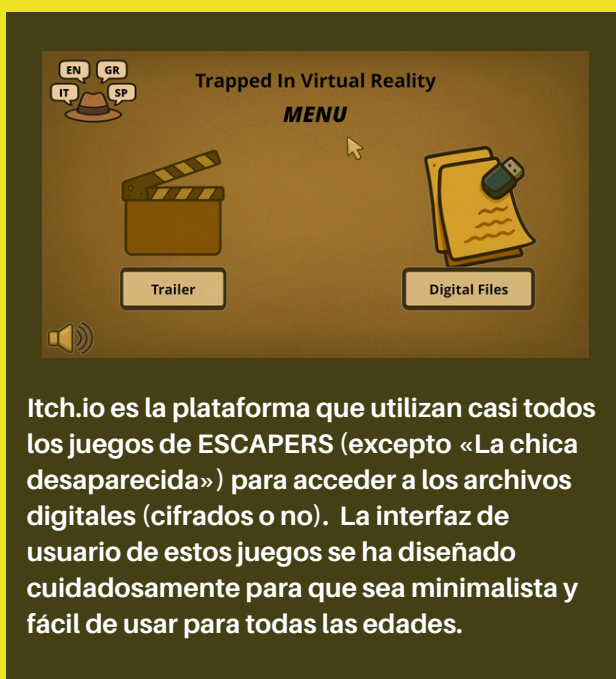 EN GR
IT SP
Trapped In Virtual Reality
MENU
Trailer
Digital Files
Itch.io es la plataforma que utilizan casi todos
los juegos de ESCAPERS (excepto «La chica
desaparecida») para acceder a los archivos
digitales (cifrados o no). La interfaz de
usuario de estos juegos se ha diseñado
cuidadosamente para que sea minimalista y
fácil de usar para todas las edades.